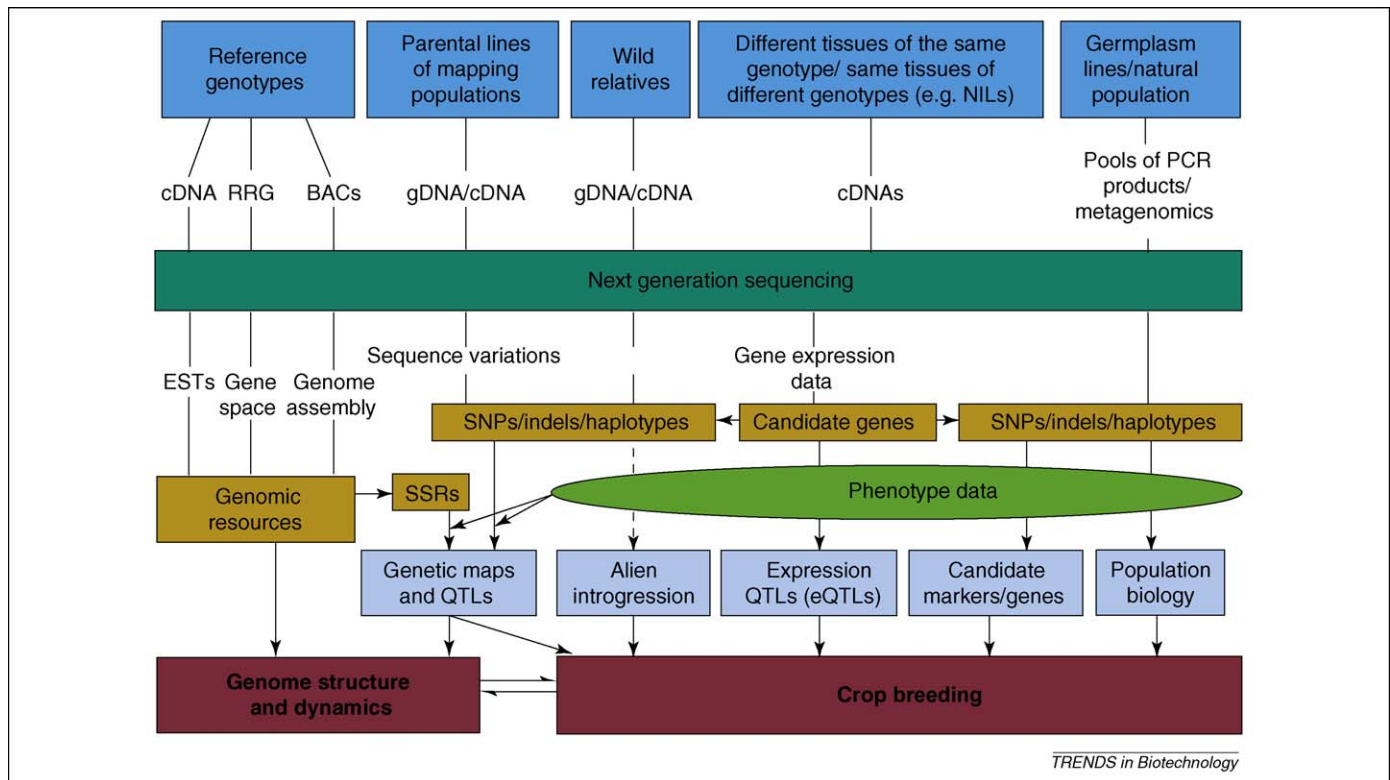 Reference
genotypes
Parental lines
of mapping
populations
Wild
relatives
Different tissues of the same
genotype/ same tissues of
different genotypes (e.g. NILs)
Germplasm
lines/natural
population
cDNA
RRG
BACs
gDNA/cDNA
gDNA/cDNA
cDNAs
Pools of PCR
products/
metagenomics
Next generation sequencing
ESTs
Gene
space
Genome
assembly
Sequence variations
Gene expression
data
SNPs/indels/haplotypes
Candidate genes
SNPs/indels/haplotypes
Genomic
resources
SSRs
Phenotype data
Genetic maps
and QTLs
Alien
introgression
Expression
QTLs (eQTLs)
Candidate
markers/genes
Population
biology
Genome structure
and dynamics
Crop breeding
TRENDS in Biotechnology